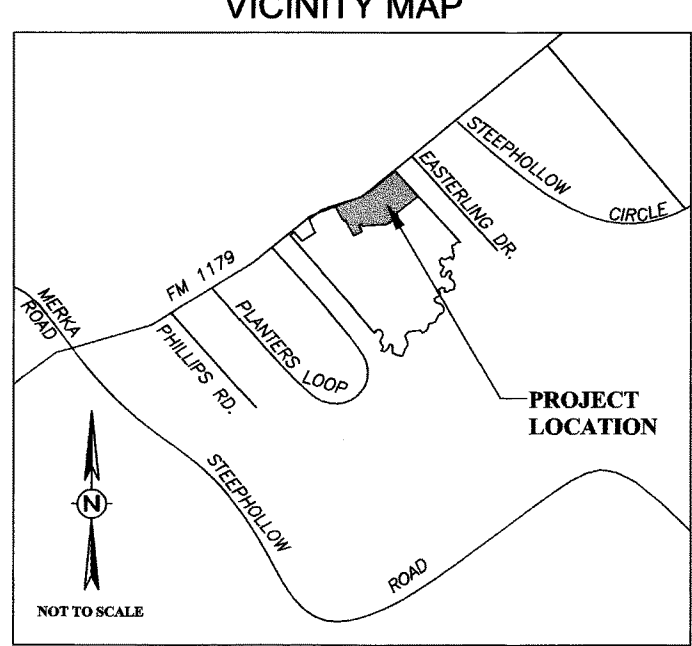 VICINITY MAP
STEEPHOLLOW
CIRCLE
EASTERLING DR.
FM 1179
MERKA
ROAD
PLANTERS LOOP
PHILLIPS RD.
PROJECT
LOCATION
STEEPHOLLOW
ROAD
N
NOT TO SCALE